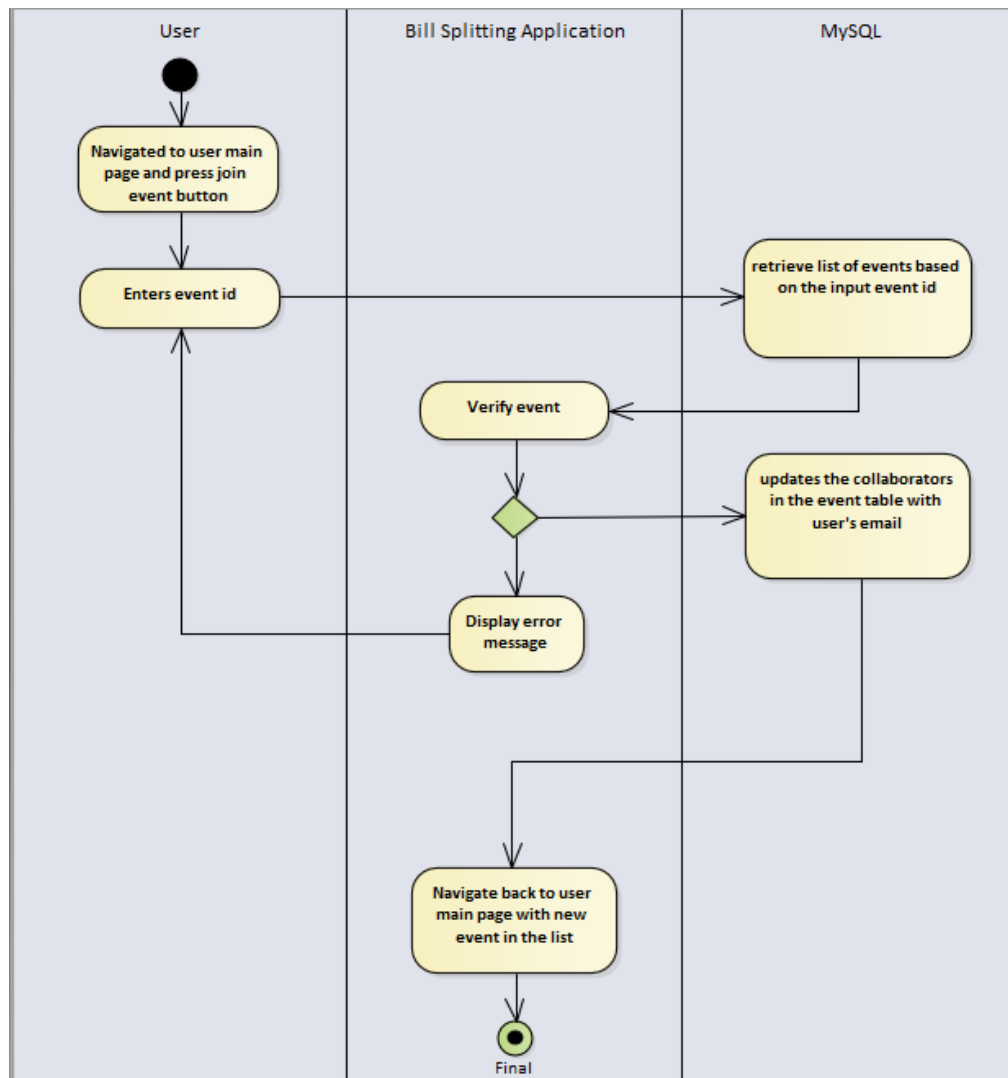 User
Bill Splitting Application
MySQL
Navigated to user main
page and press join
event button
Enters event id
retrieve list of events based
on the input event id
Verify event
updates the collaborators
in the event table with
user's email
Display error
message
Navigate back to user
main page with new
event in the list
Final